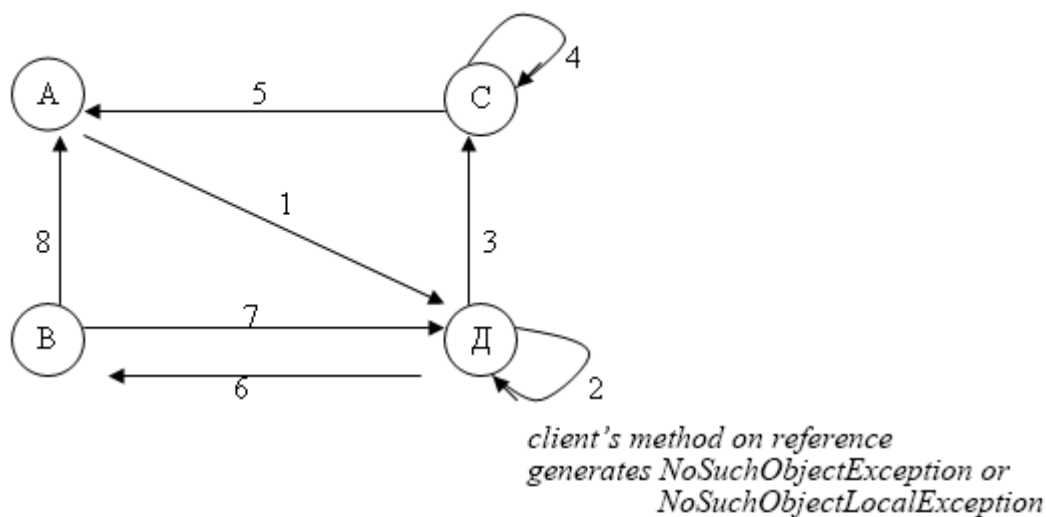 А
С
4
5
1
8
3
В
7
Д
6
2
client’s method on reference
generates NoSuchObjectException or
NoSuchObjectLocalException